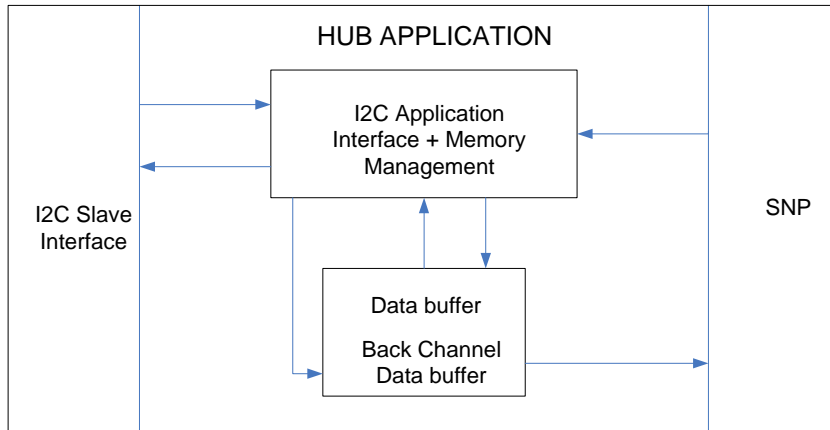 HUB APPLICATION
I2C Application
Interface + Memory
Management
I2C Slave
Interface
SNP
Data buffer
Back Channel
Data buffer